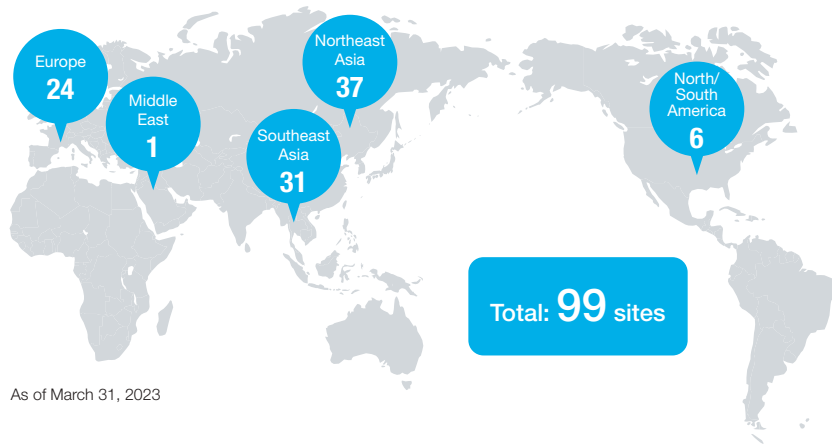 Europe
24
Middle
East
1
Northeast
Asia
37
Southeast
Asia
31
North/
South
America
6
Total: 99 sites
As of March 31, 2023